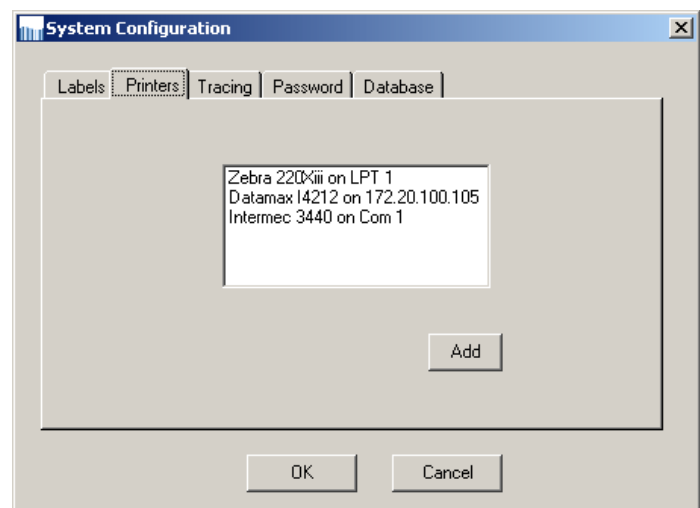 System Configuration
Labels Printers Tracing Password Database
Zebra 220Xiii on LPT 1
Datamax I4212 on 172.20.100.105
Intermec 3440 on Com 1
Add
OK Cancel